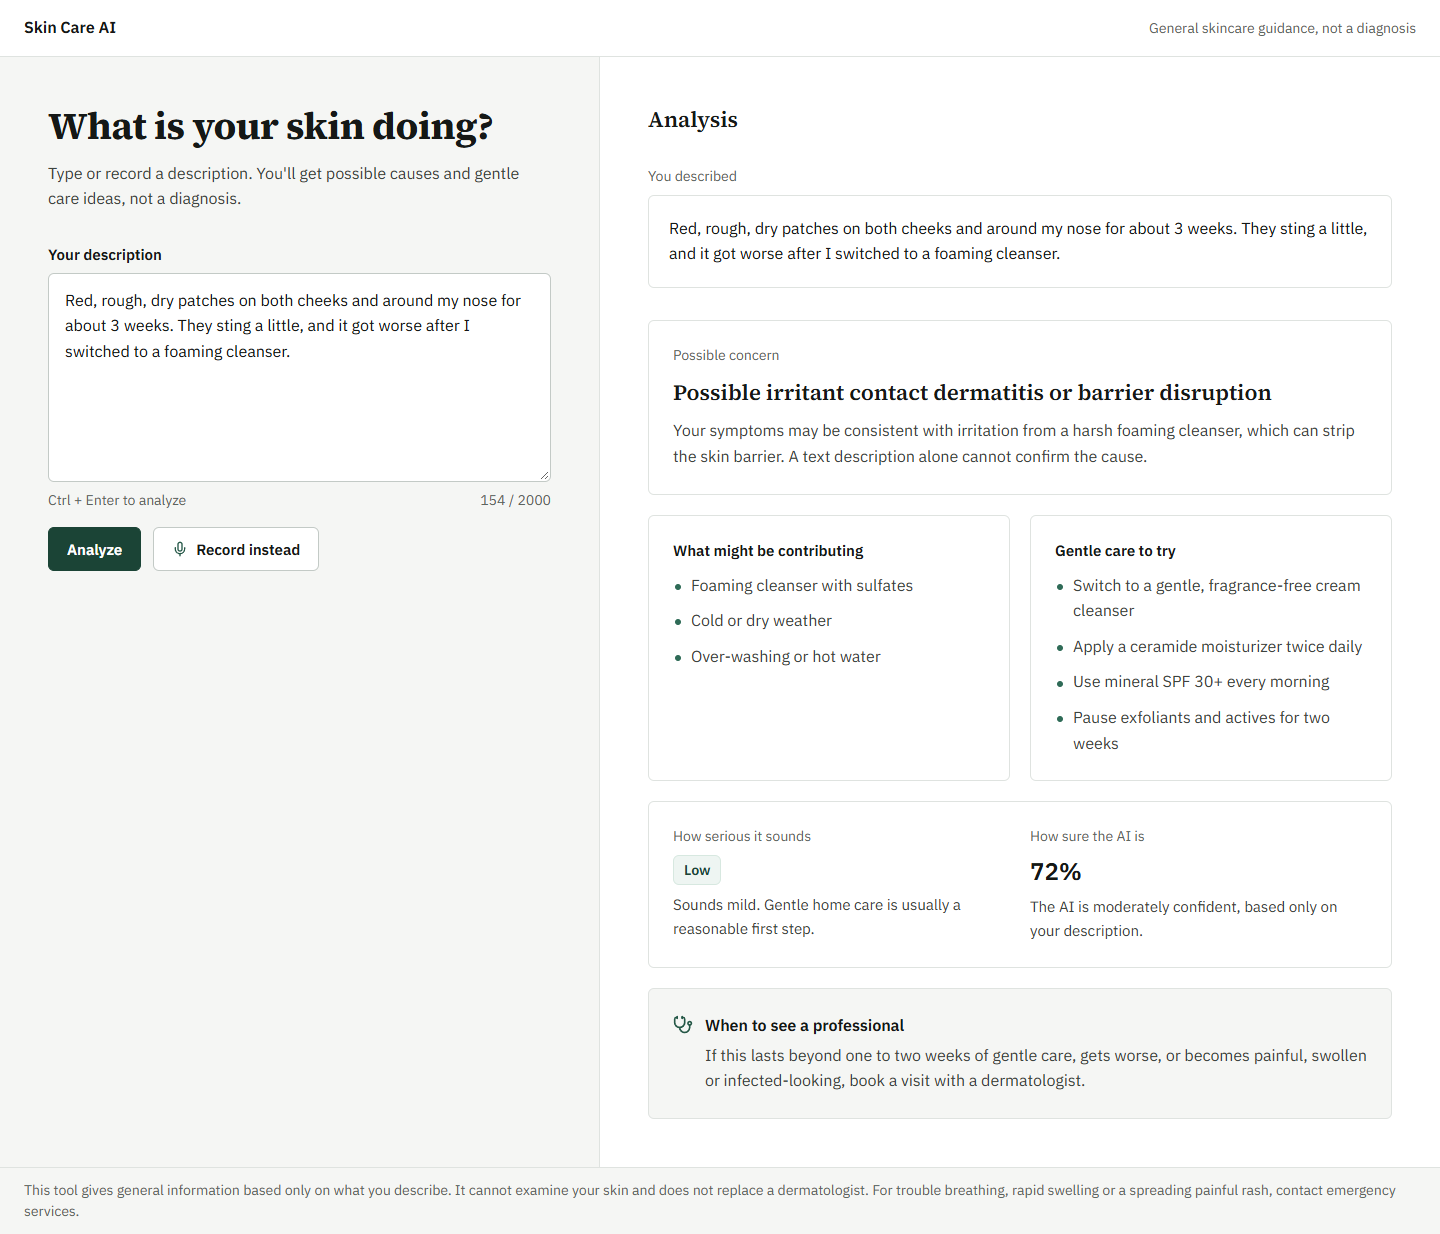 Skin Care AI
General skincare guidance, not a diagnosis
What is your skin doing?
Type or record a description. You'll get possible causes and gentle
care ideas, not a diagnosis.
Your description
Red, rough, dry patches on both cheeks and around my nose for
about 3 weeks. They sting a little, and it got worse after I
switched to a foaming cleanser.
Ctrl + Enter to analyze
154 / 2000
Analyze
Record instead
Analysis
You described
Red, rough, dry patches on both cheeks and around my nose for about 3 weeks. They sting a little,
and it got worse after I switched to a foaming cleanser.
Possible concern
Possible irritant contact dermatitis or barrier disruption
Your symptoms may be consistent with irritation from a harsh foaming cleanser, which can strip
the skin barrier. A text description alone cannot confirm the cause.
What might be contributing
Foaming cleanser with sulfates
Cold or dry weather
Over-washing or hot water
Gentle care to try
Switch to a gentle, fragrance-free cream
cleanser
Apply a ceramide moisturizer twice daily
Use mineral SPF 30+ every morning
Pause exfoliants and actives for two
weeks
How serious it sounds
Low
Sounds mild. Gentle home care is usually a
reasonable first step.
How sure the AI is
72%
The AI is moderately confident, based only on
your description.
When to see a professional
If this lasts beyond one to two weeks of gentle care, gets worse, or becomes painful, swollen
or infected-looking, book a visit with a dermatologist.
This tool gives general information based only on what you describe. It cannot examine your skin and does not replace a dermatologist. For trouble breathing, rapid swelling or a spreading painful rash, contact emergency
services.